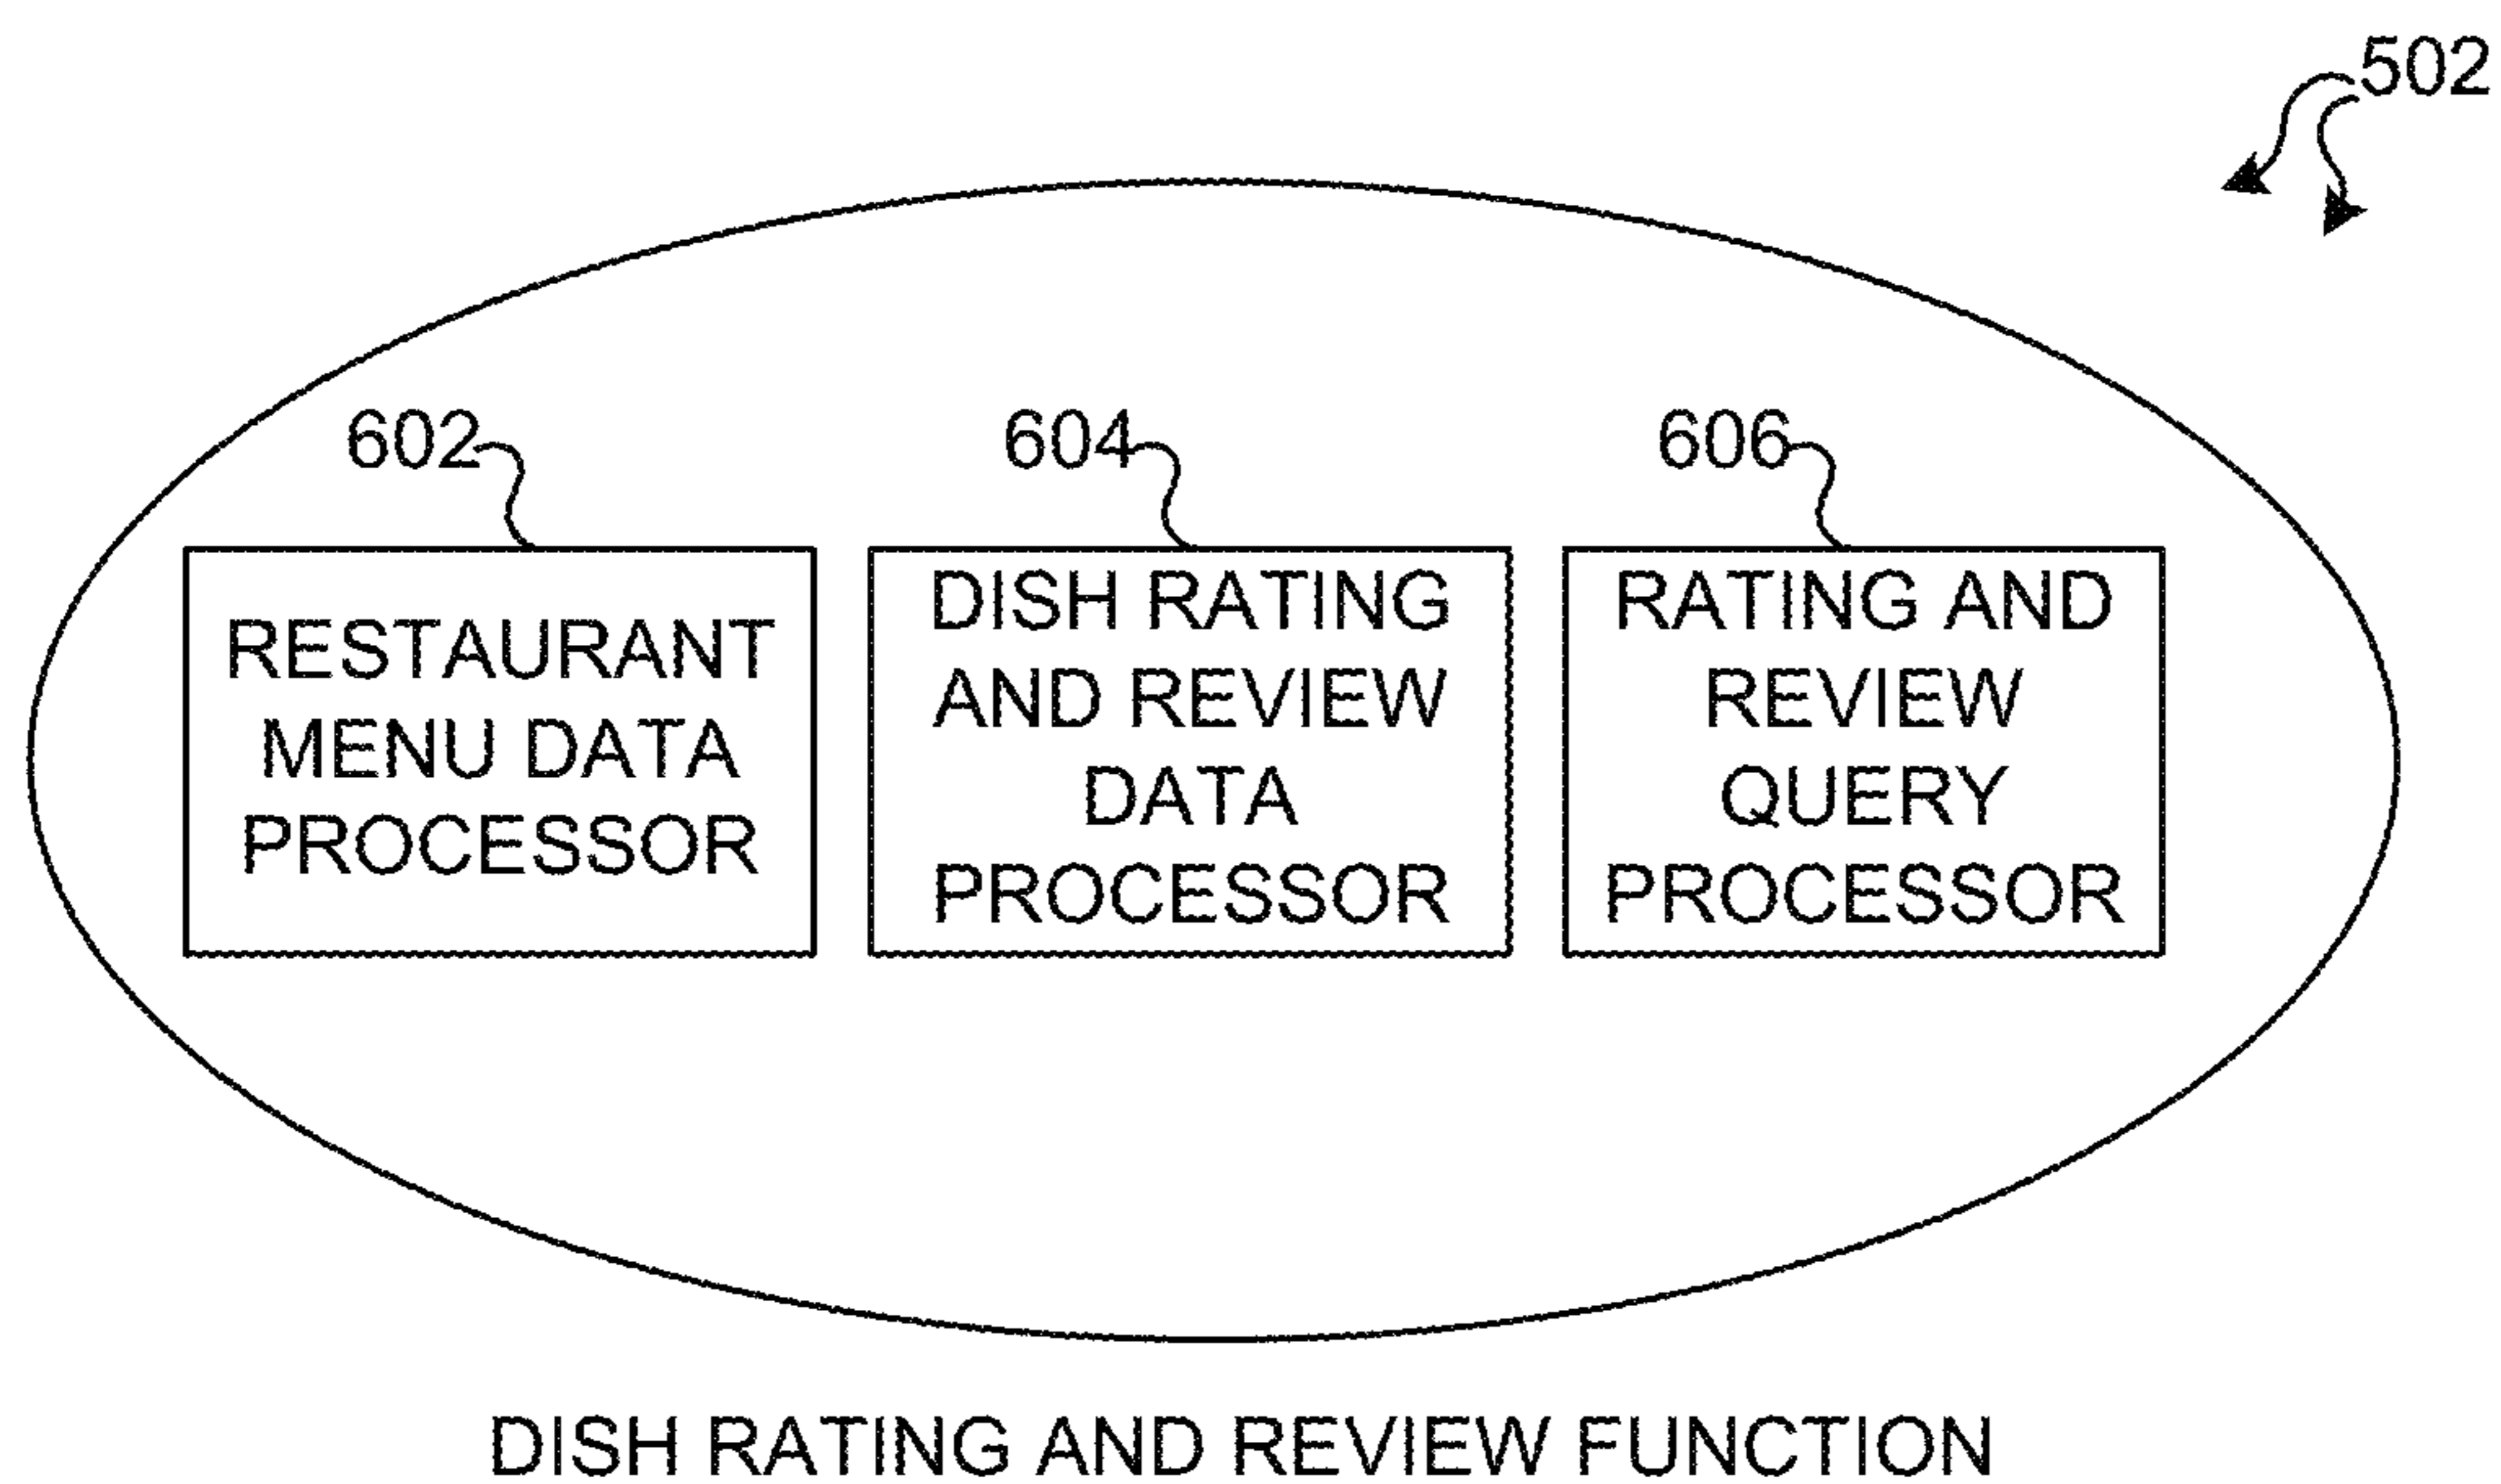 502
602
604
606
RESTAURANT
MENU DATA
PROCESSOR
DISH RATING
AND REVIEW
DATA
PROCESSOR
RATING AND
REVIEW
QUERY
PROCESSOR
DISH RATING AND REVIEW FUNCTION